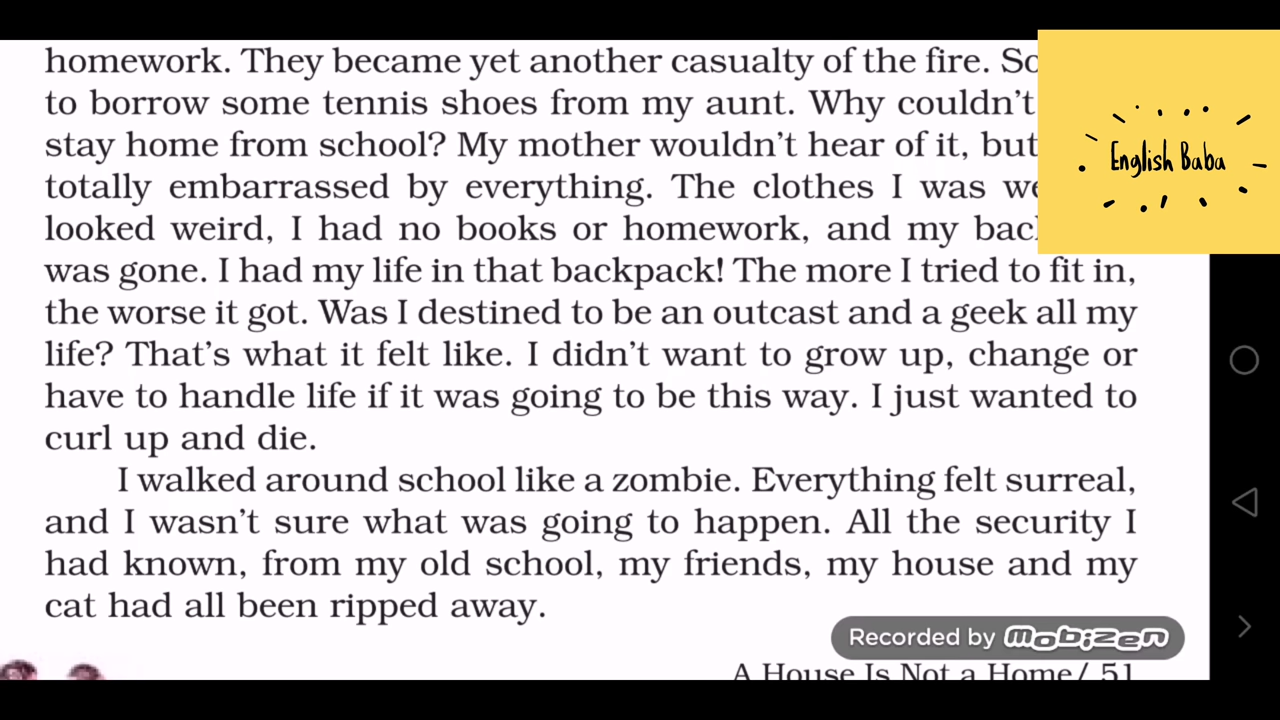 homework. They became yet another casualty of the fire. So
to borrow some tennis shoes from my aunt. Why couldn't
stay home from school? My mother wouldn't hear of it, but
totally embarrassed by everything. The clothes I was
looked weird, I had no books or homework, and my
was gone. I had my life in that backpack! The more I tried to fit in,
the worse it got. Was I destined to be an outcast and a geek all my
life? That's what it felt like. I didn't want to grow up, change or
have to handle life if it was going to be this way. I just wanted to
curl up and die.
I walked around school like a zombie. Everything felt surreal,
and I wasn't sure what was going to happen. All the security I
had known, from my old school, my friends, my house and my
cat had all been ripped away.
A House Is Not a Home/ 51
English Baba
Recorded by mobizen